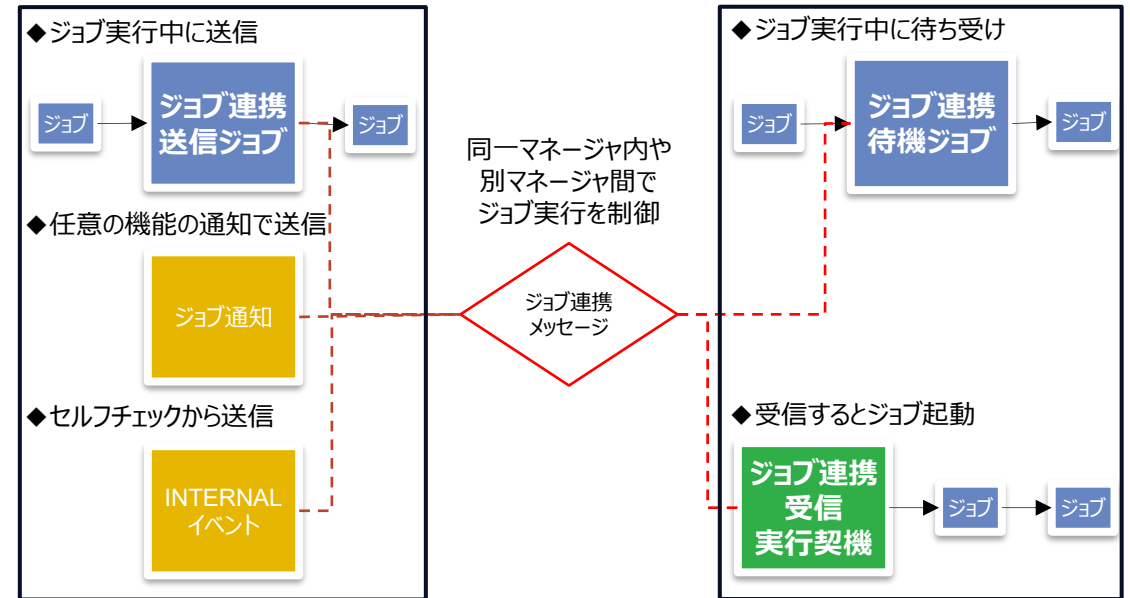 ◆ジョブ実行中に送信
ジョブ
ジョブ連携
送信ジョブ
ジョブ
◆任意の機能の通知で送信
ジョブ通知
◆セルフチェックから送信
INTERNAL
イベント
同一マネージャ内や
別マネージャ間で
ジョブ実行を制御
ジョブ連携
メッセージ
◆ジョブ実行中に待ち受け
ジョブ
ジョブ連携
待機ジョブ
ジョブ
◆受信するとジョブ起動
ジョブ連携
受信
実行契機
ジョブ
ジョブ